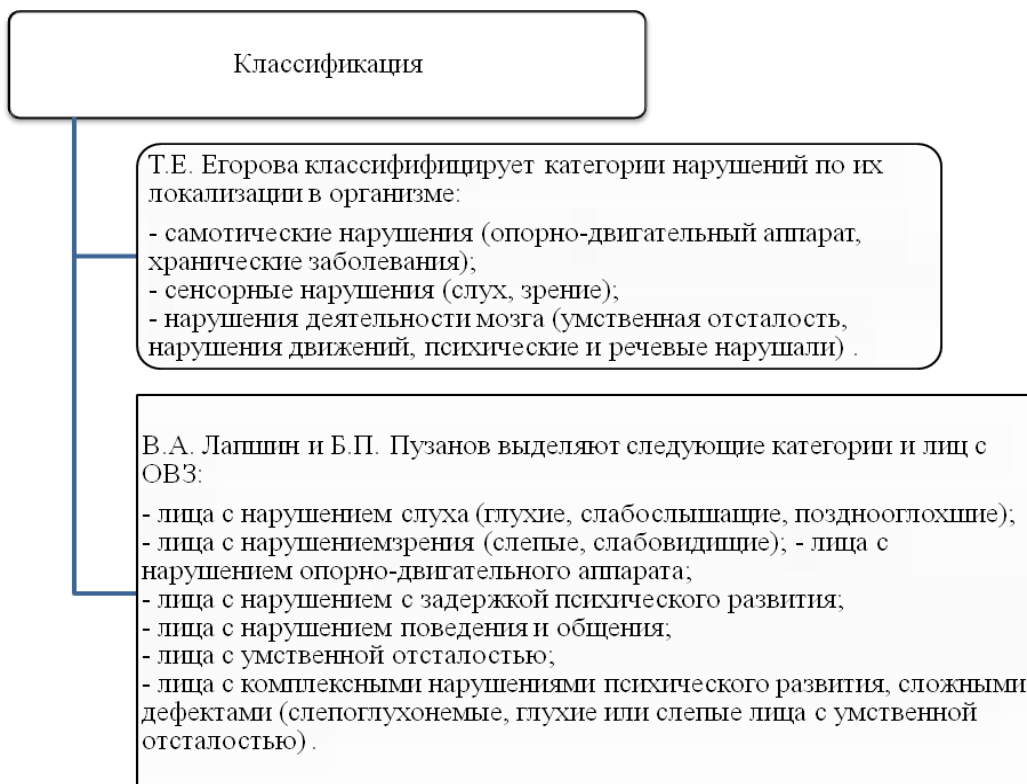 Классификация
Т.Е. Егорова классифифицирует категории нарушений по их
локализации в организме:
- самотические нарушения (опорно-двигательный аппарат,
хранические заболевания);
- сенсорные нарушения (слух, зрение);
- нарушения деятельности мозга (умственная отсталость,
нарушения движений, психические и речевые нарушали) .
В.А. Лапшин и Б.П. Пузанов выделяют следующие категории и лиц с
ОВЗ:
- лица с нарушением слуха (глухие, слабослышащие, позднооглохшие);
- лица с нарушениемзрения (слепые, слабовидищие); - лица с
нарушением опорно-двигательного аппарата;
- лица с нарушением с задержкой психического развития;
- лица с нарушением поведения и общения;
- лица с умственной отсталостью;
- лица с комплексными нарушениями психического развития, сложными
дефектами (слепоглухонемые, глухие или слепые лица с умственной
отсталостью) .